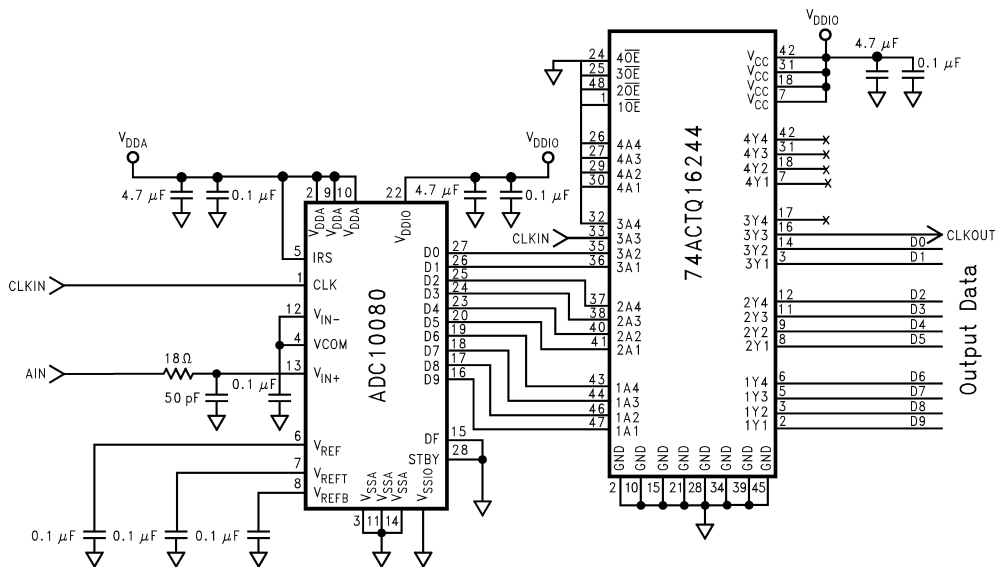 VDDIO
4.7 μF
0.1 μF
24 4OE
25 3OE
48 2OE
1 1OE
VCC 42
VCC 31
VCC 18
VCC 7
26 4A4
27 4A3
29 4A2
30 4A1
4Y4 42
4Y3 31
4Y2 18
4Y1 7
74ACTQ16244
VDDA
4.7 μF
0.1 μF
2 9 10
VDDA VDDA VDDA
22
VDDIO
4.7 μF
0.1 μF
VDDIO
32 3A4
CLKIN 33 3A3
35 3A2
36 3A1
3Y4 17
3Y3 16 CLKOUT
3Y2 14 D0
3Y1 3 D1
5 IRS
CLKIN 1 CLK
12 VIN-
4 VCOM
AIN 18Ω 13 VIN+
50 pF
0.1 μF
6 VREF
7 VREFT
8 VREFB
0.1 μF 0.1 μF 0.1 μF
ADC10080
D0 27
D1 26
D2 25
D3 24
D4 23
D5 20
D6 19
D7 18
D8 17
D9 16
DF 15
STBY 28
VSSA VSSA VSSA VSSIO
3 11 14
37 2A4
38 2A3
40 2A2
41 2A1
2Y4 12 D2
2Y3 11 D3
2Y2 9 D4
2Y1 8 D5
43 1A4
44 1A3
46 1A2
47 1A1
1Y4 6 D6
1Y3 5 D7
1Y2 3 D8
1Y1 2 D9
Output Data
GND GND GND GND GND GND GND GND
2 10 15 21 28 34 39 45